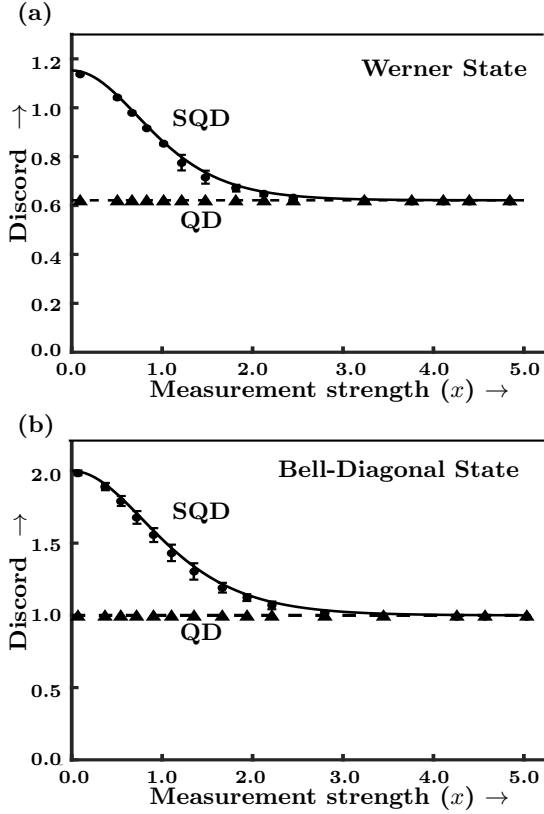 (a)
1.2
1.0
0.8
0.6
0.4
0.2
0.0
Discord →
Werner State
SQD
QD
0.0 1.0 2.0 3.0 4.0 5.0
Measurement strength (x) →
(b)
2.0
1.5
1.0
0.5
0.0
Discord →
Bell-Diagonal State
SQD
QD
0.0 1.0 2.0 3.0 4.0 5.0
Measurement strength (x) →